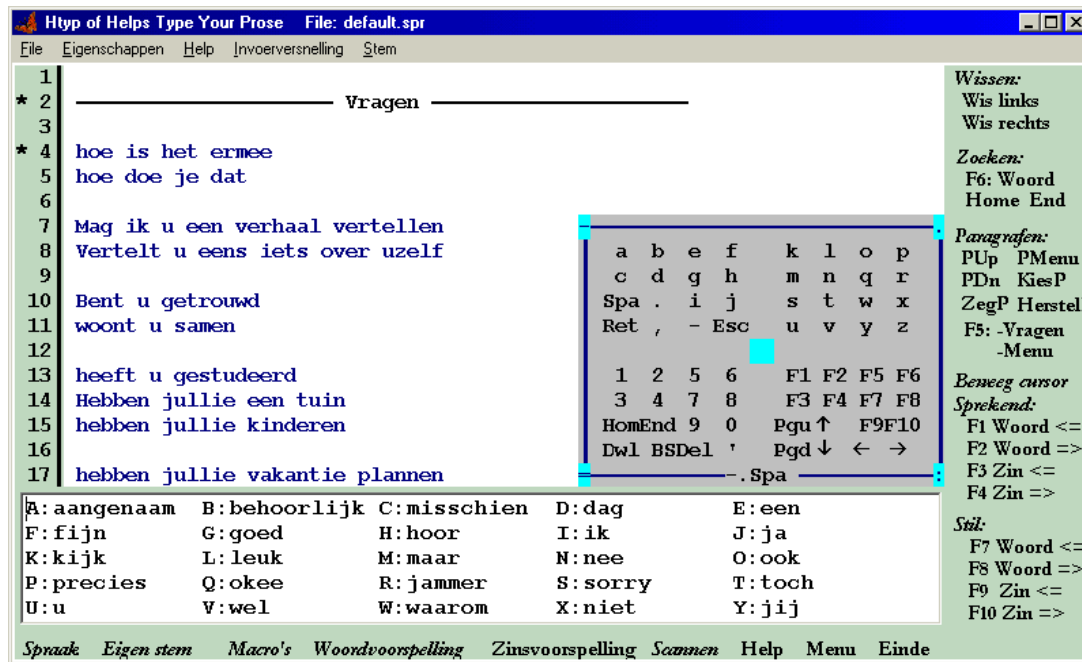 Htyp of Helps Type Your Prose File: default.spr
File Eigenschappen Help Invoerversnelling Stem
1
* 2 Vragen
3
* 4 hoe is het ermee
5 hoe doe je dat
6
7 Mag ik u een verhaal vertellen
8 Vertelt u eens iets over uzelf
9
10 Bent u getrouwd
11 woont u samen
12
13 heeft u gestudeerd
14 Hebben jullie een tuin
15 hebben jullie kinderen
16
17 hebben jullie vakantie plannen
a b e f k l o p
c d g h m n q r
Spa . i j s t w x
Ret , - Esc u v y z
1 2 5 6 F1 F2 F5 F6
3 4 7 8 F3 F4 F7 F8
HomEnd 9 0 Pgu ↑ F9F10
Dwl BSDel ' Pgd ↓ ← →
-.Spa
Wissen:
Wis links
Wis rechts
Zoeken:
F6: Woord
Home End
Paragrafen:
PUp PMenu
PDn KiesP
ZegP Herstel
F5: -Vragen
-Menu
Beweeg cursor
Sprekend:
F1 Woord <=
F2 Woord =>
F3 Zin <=
F4 Zin =>
Stil:
F7 Woord <=
F8 Woord =>
F9 Zin <=
F10 Zin =>
A:aangenaam B:behoorlijk C:misschien D:dag E:een
F:fijn G:goed H:hoor I:ik J:ja
K:kijk L:leuk M:maar N:nee O:ook
P:precies Q:okee R:jammer S:sorry T:toch
U:u V:wel W:waarom X:niet Y:jij
Spraak Eigen stem Macro's Woordvoorspelling Zinsvoorspelling Scannen Help Menu Einde